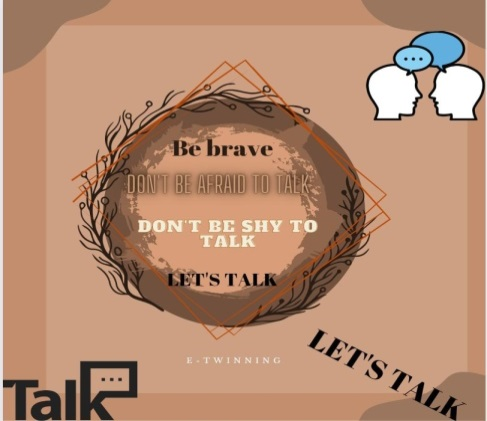 Be brave
DON'T BE AFRAID TO TALK
DON'T BE SHY TO
TALK
LET'S TALK
E-TWINNING
LET'S TALK
Talk